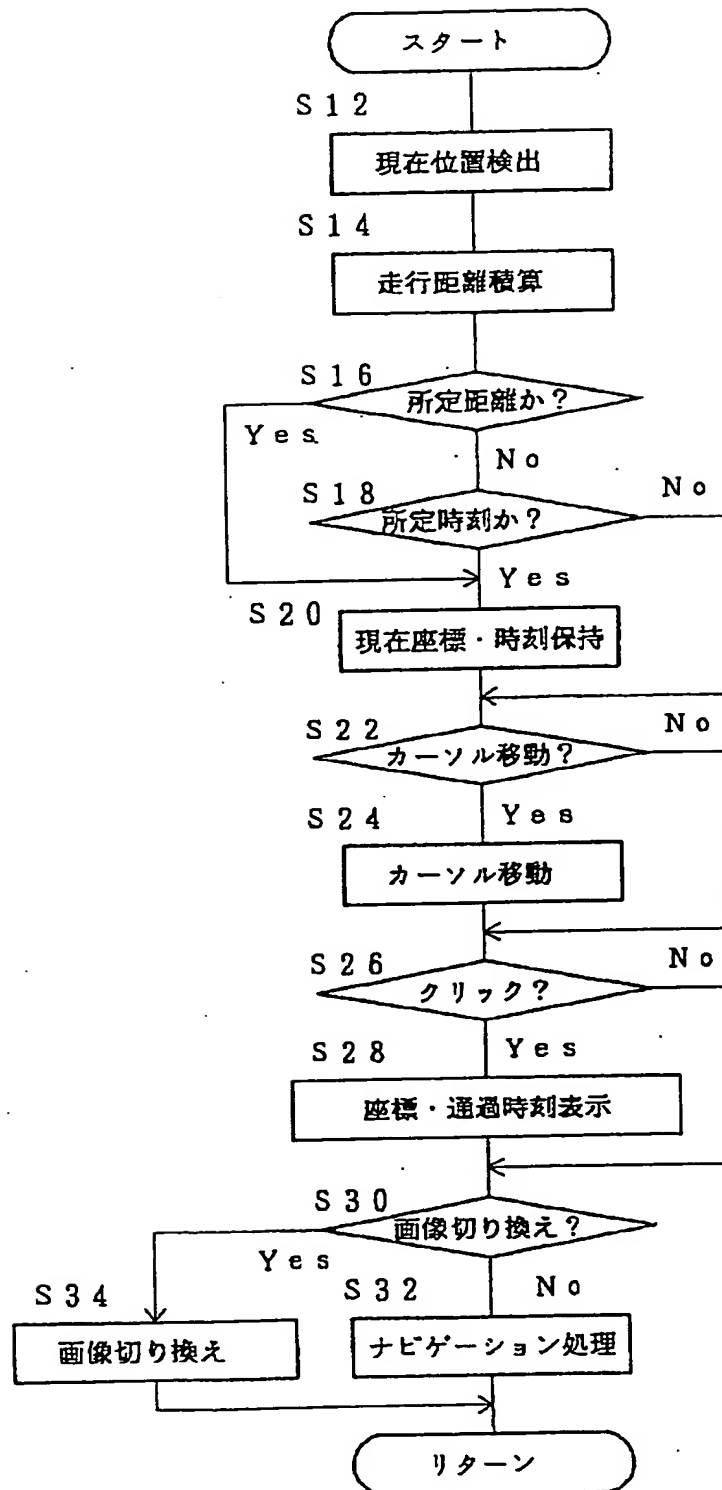 スタート
S12
現在位置検出
S14
走行距離積算
S16
所定距離か?
Yes
No
S18
No
所定時刻か?
Yes
S20
現在座標・時刻保持
S22
No
カーソル移動?
S24
Yes
カーソル移動
S26
No
クリック?
S28
Yes
座標・通過時刻表示
S30
画像切り換え?
Yes
S34
S32
No
画像切り換え
ナビゲーション処理
リターン